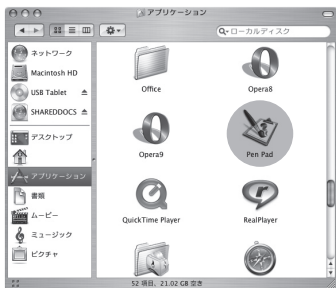 アプリケーション
ローカルディスク
ネットワーク
Macintosh HD
USB Tablet
SHAREDDOCS
デスクトップ
アプリケーション
書類
ムービー
ミュージック
ピクチャ
Office
Opera8
Opera9
Pen Pad
QuickTime Player
RealPlayer
52 項目、21.02 GB 空き